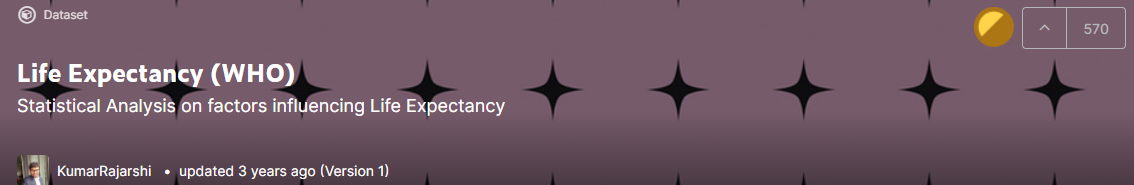 Dataset
570
Life Expectancy (WHO)
Statistical Analysis on factors influencing Life Expectancy
KumarRajarshi • updated 3 years ago (Version 1)